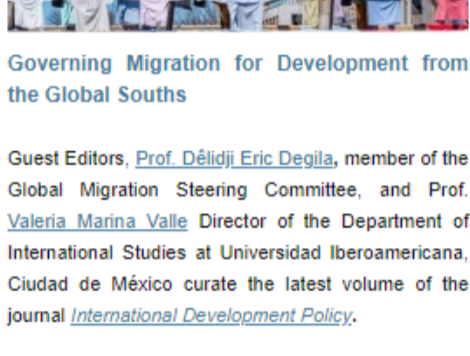 Governing Migration for Development from
the Global Souths
Guest Editors, Prof. Dêlidji Eric Degila, member of the
Global Migration Steering Committee, and Prof.
Valeria Marina Valle Director of the Department of
International Studies at Universidad Iberoamericana,
Ciudad de México curate the latest volume of the
journal International Development Policy.